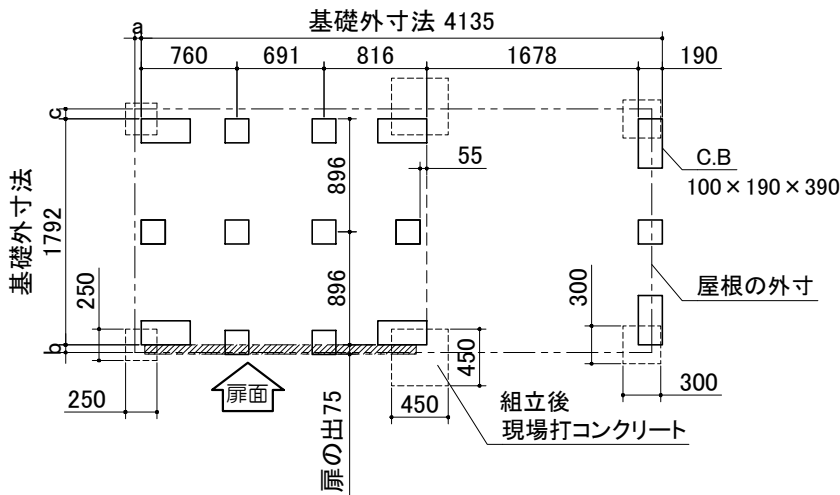 基礎外寸法 4135
a
760
691
816
1678
190
c
基礎外寸法
1792
896
55
C.B
100×190×390
896
屋根の外寸
250
300
b
250
扉面
扉の出75
450
450
300
組立後
現場打コンクリート